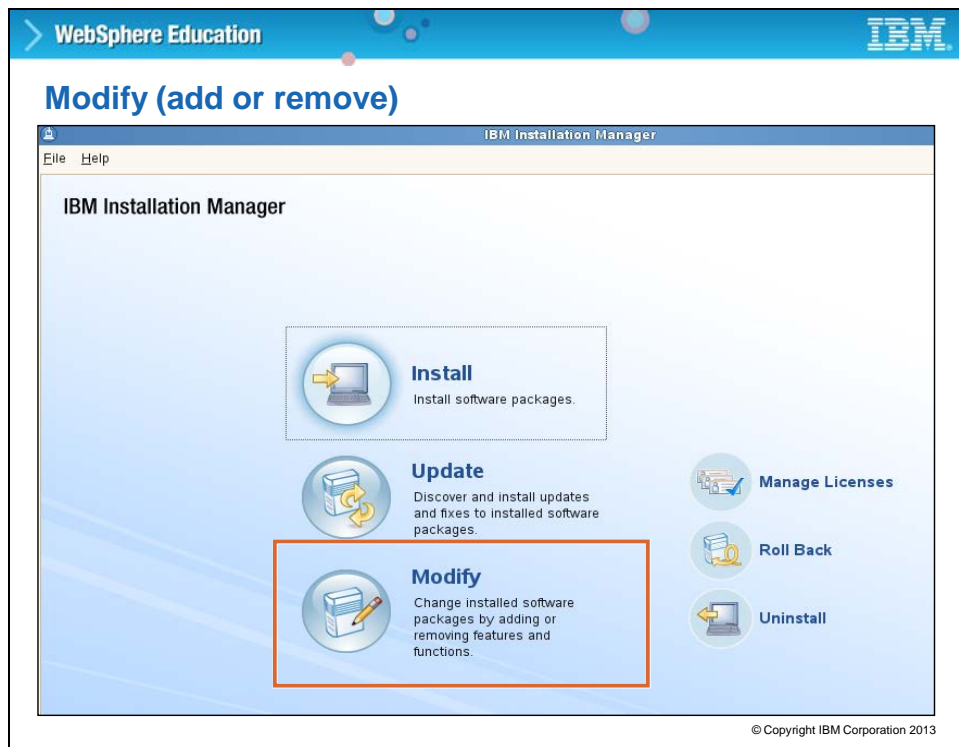 WebSphere Education
IBM.
Modify (add or remove)
IBM Installation Manager
File Help
IBM Installation Manager
Install
Install software packages.
Update
Discover and install updates
and fixes to installed software
packages.
Modify
Change installed software
packages by adding or
removing features and
functions.
Manage Licenses
Roll Back
Uninstall
© Copyright IBM Corporation 2013